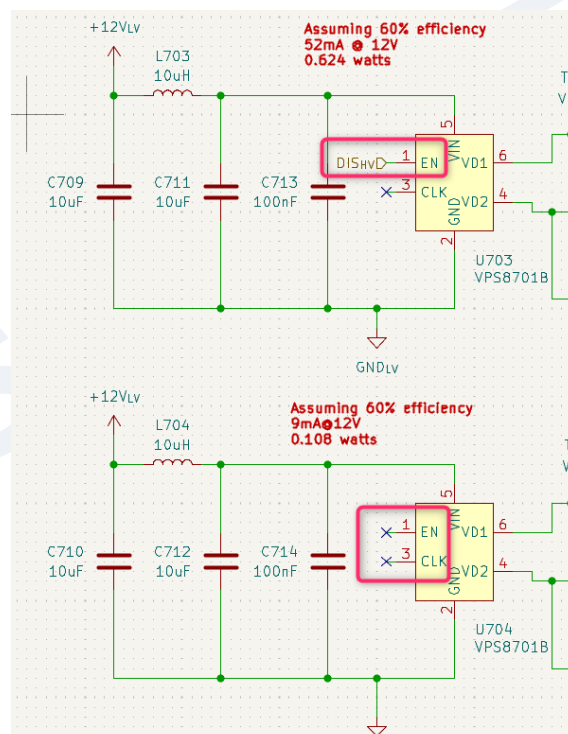 +12VLV
Assuming 60% efficiency
52mA @ 12V
0.624 watts
L703
10uH
T
V
5
VIN
DISHV
1
EN
VD1
6
3
CLK
GND
VD2
4
2
C709
10uF
C711
10uF
C713
100nF
U703
VPS8701B
GNDLV
+12VLV
Assuming 60% efficiency
9mA@12V
0.108 watts
L704
10uH
T
V
5
VIN
1
EN
VD1
6
3
CLK
GND
VD2
4
2
C710
10uF
C712
10uF
C714
100nF
U704
VPS8701B